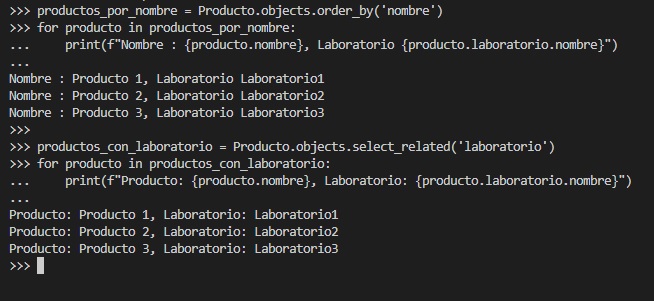 >>> productos_por_nombre = Producto.objects.order_by('nombre')
>>> for producto in productos_por_nombre:
...     print(f"Nombre : {producto.nombre}, Laboratorio {producto.laboratorio.nombre}")
...
Nombre : Producto 1, Laboratorio Laboratorio1
Nombre : Producto 2, Laboratorio Laboratorio2
Nombre : Producto 3, Laboratorio Laboratorio3
>>>
>>> productos_con_laboratorio = Producto.objects.select_related('laboratorio')
>>> for producto in productos_con_laboratorio:
...     print(f"Producto: {producto.nombre}, Laboratorio: {producto.laboratorio.nombre}")
...
Producto: Producto 1, Laboratorio: Laboratorio1
Producto: Producto 2, Laboratorio: Laboratorio2
Producto: Producto 3, Laboratorio: Laboratorio3
>>>